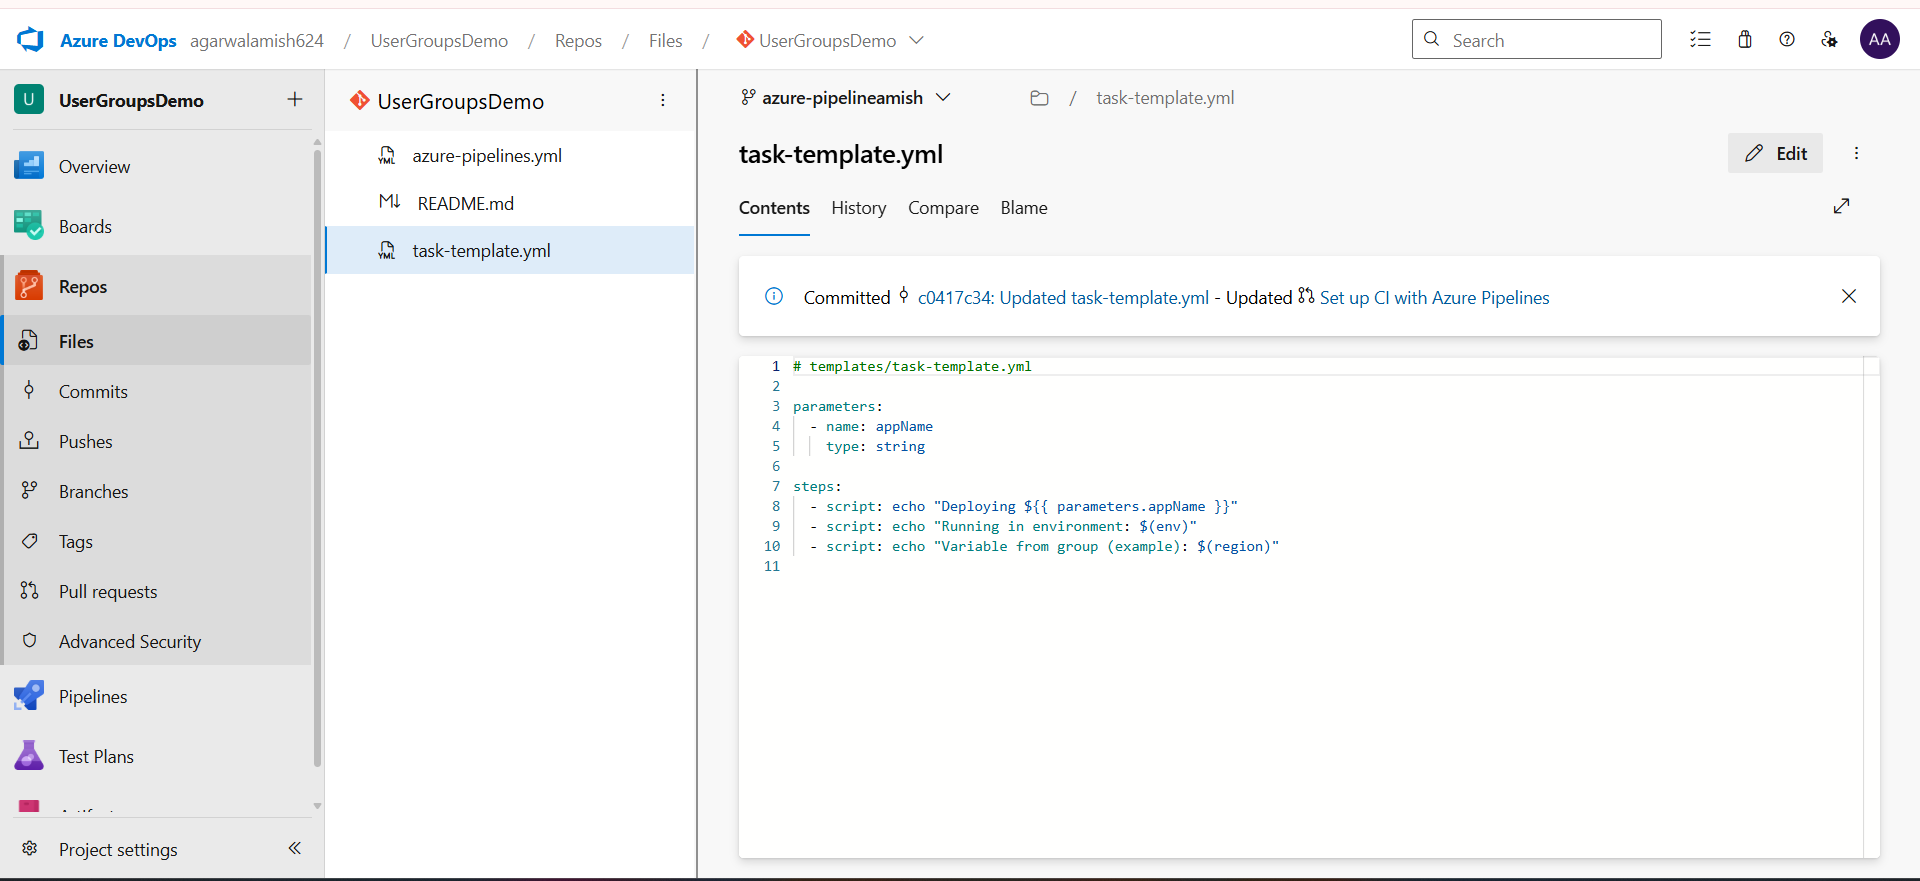 Azure DevOps agarwalamish624 / UserGroupsDemo / Repos / Files / UserGroupsDemo
Search
AA
U UserGroupsDemo
Overview
Boards
Repos
Files
Commits
Pushes
Branches
Tags
Pull requests
Advanced Security
Pipelines
Test Plans
Project settings
UserGroupsDemo
YML azure-pipelines.yml
M↓ README.md
YML task-template.yml
azure-pipelineamish / task-template.yml
task-template.yml
Edit
Contents History Compare Blame
Committed c0417c34: Updated task-template.yml - Updated Set up CI with Azure Pipelines
1 # templates/task-template.yml
2
3 parameters:
4 - name: appName
5 type: string
6
7 steps:
8 - script: echo "Deploying ${{ parameters.appName }}"
9 - script: echo "Running in environment: $(env)"
10 - script: echo "Variable from group (example): $(region)"
11